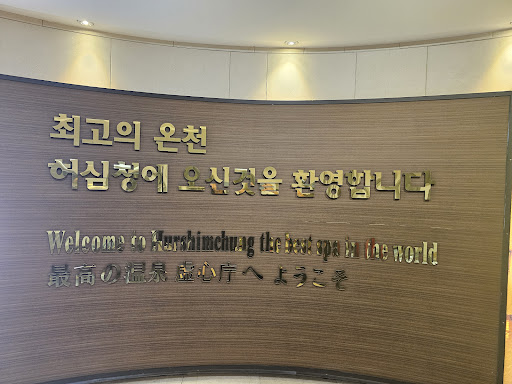 최고의 온천
허심청에 오신것을 환영합니다
Welcome to Hurshimchung the best spa in the world
最高の温泉 虚心庁へ ようこそ